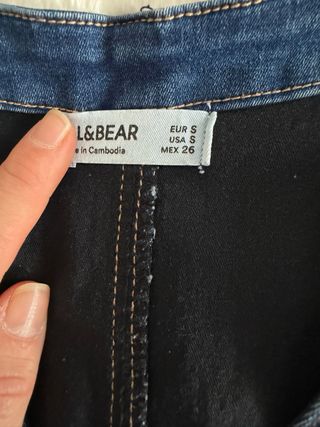 L&BEAR
in Cambodia
EUR S
USA S
MEX 26